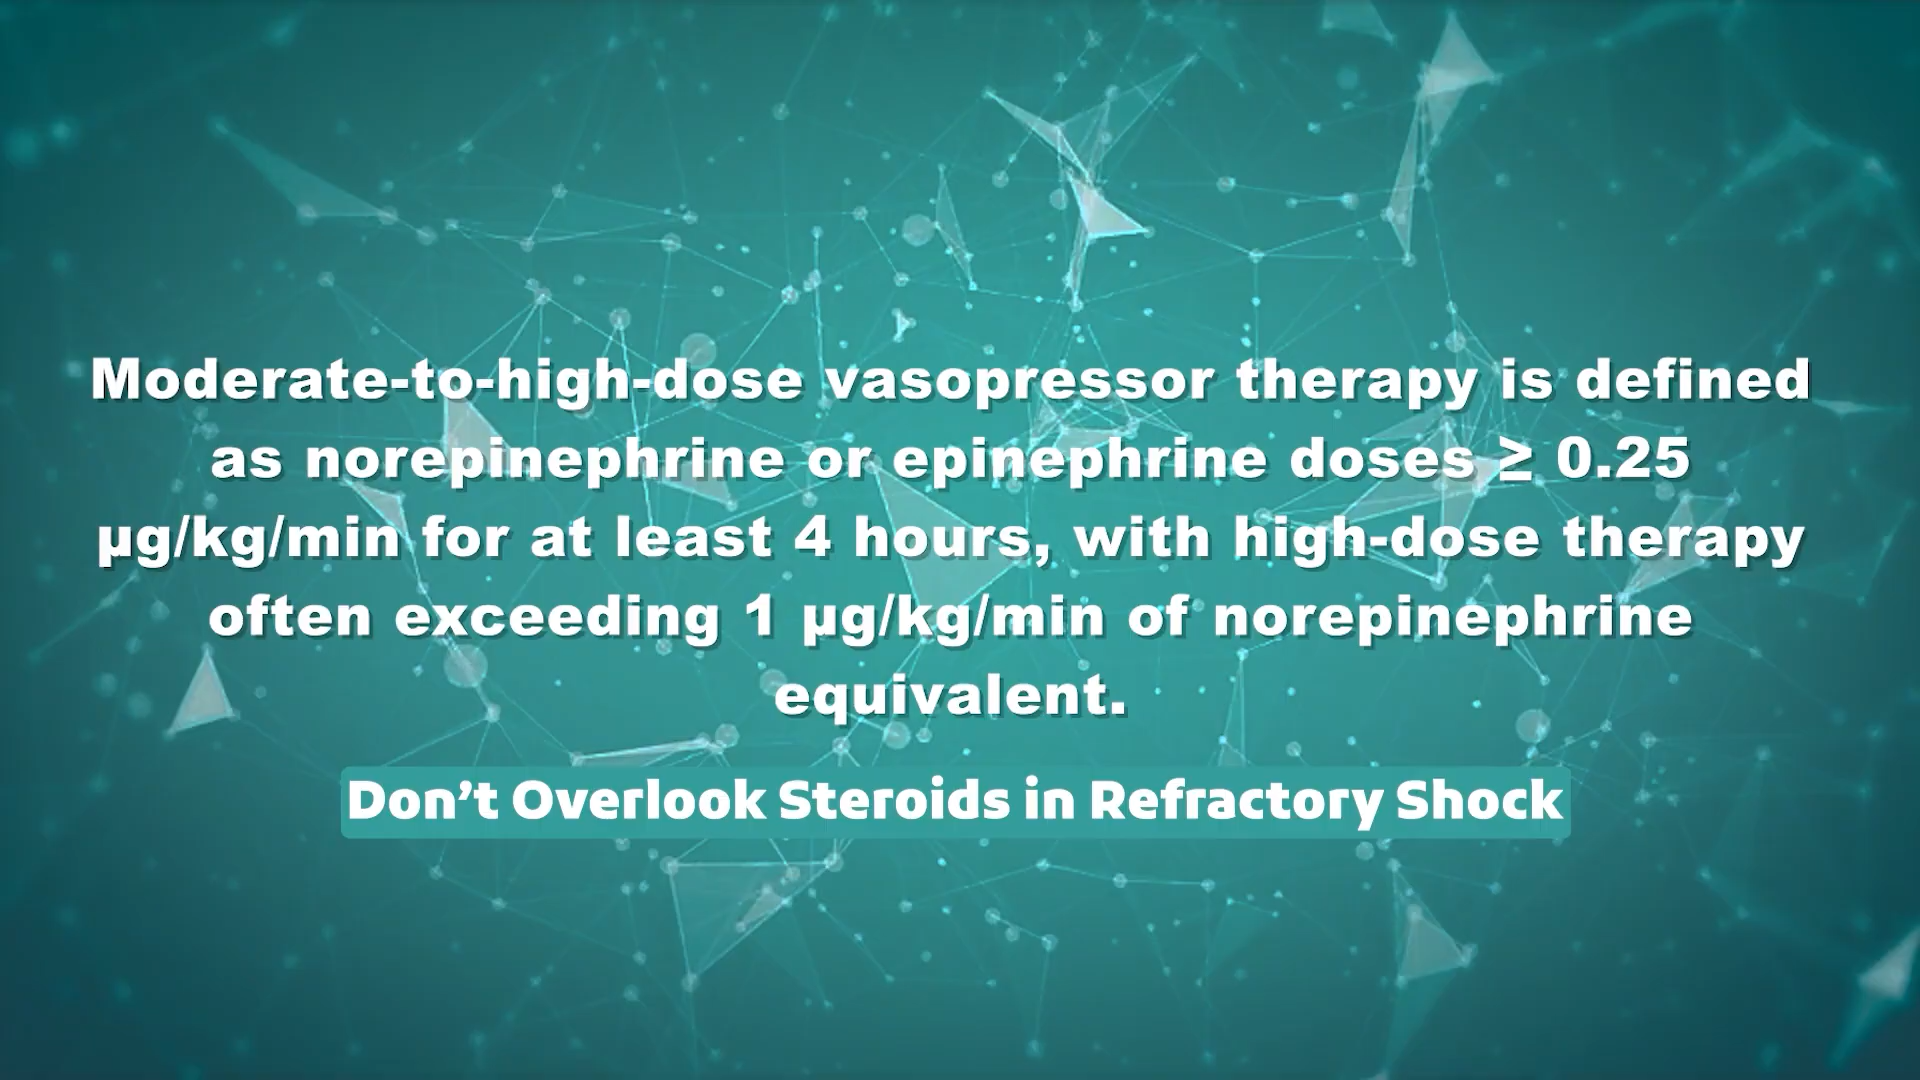 Moderate-to-high-dose vasopressor therapy is defined
as norepinephrine or epinephrine doses ≥ 0.25
µg/kg/min for at least 4 hours, with high-dose therapy
often exceeding 1 µg/kg/min of norepinephrine
equivalent.
Don’t Overlook Steroids in Refractory Shock